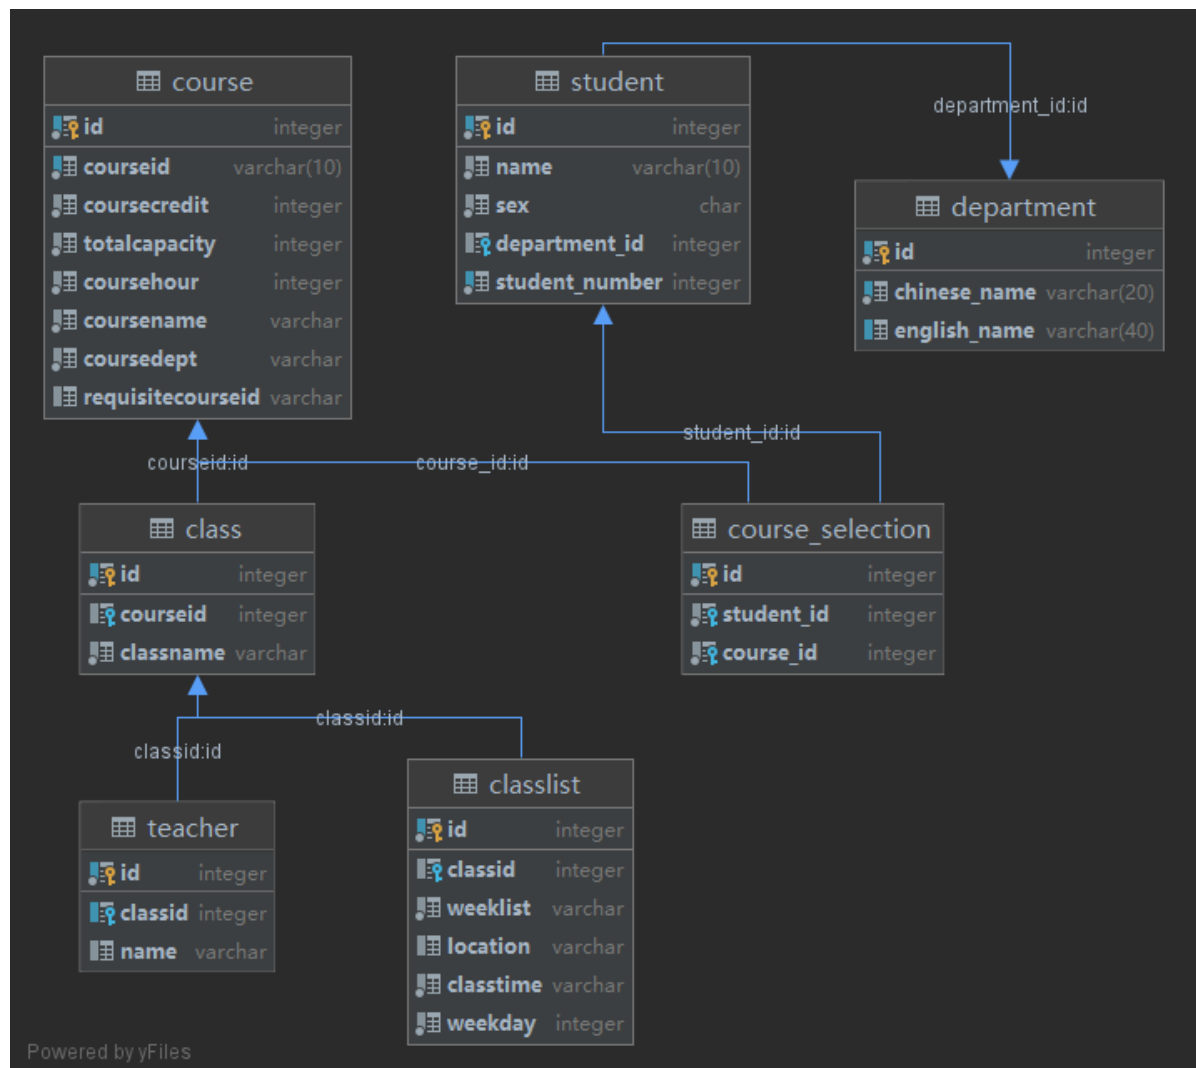 course
id integer
courseid varchar(10)
coursecredit integer
totalcapacity integer
coursehour integer
coursename varchar
coursedept varchar
requisitecourseid varchar
student
id integer
name varchar(10)
sex char
department_id integer
student_number integer
department_id:id
department
id integer
chinese_name varchar(20)
english_name varchar(40)
student_id:id
courseid:id
course_id:id
class
id integer
courseid integer
classname varchar
course_selection
id integer
student_id integer
course_id integer
classid:id
classid:id
teacher
id integer
classid integer
name varchar
classlist
id integer
classid integer
weeklist varchar
location varchar
classtime varchar
weekday integer
Powered by yFiles